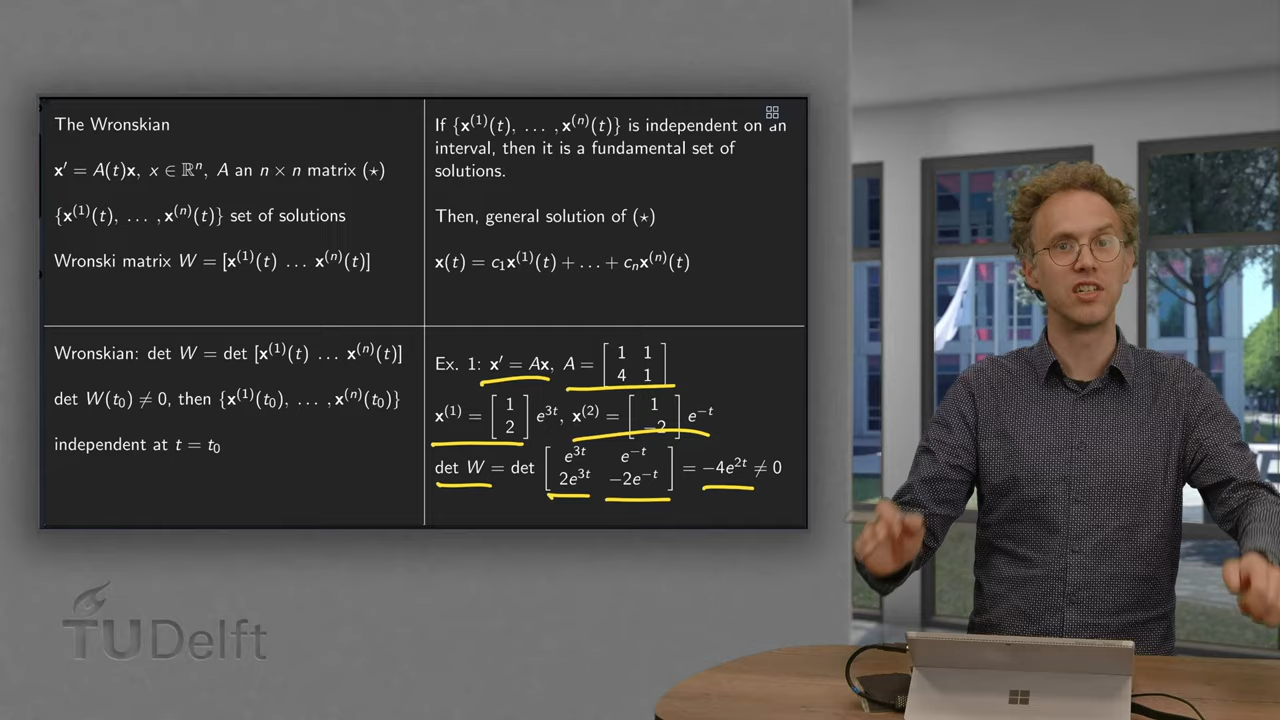 The Wronskian
x′ = A(t)x, x ∈ ℝⁿ, A an n × n matrix (⋆)
{x⁽¹⁾(t), … , x⁽ⁿ⁾(t)} set of solutions
Wronski matrix W = [x⁽¹⁾(t) … x⁽ⁿ⁾(t)]
If {x⁽¹⁾(t), … , x⁽ⁿ⁾(t)} is independent on an
interval, then it is a fundamental set of
solutions.
Then, general solution of (⋆)
x(t) = c₁x⁽¹⁾(t) + … + cₙx⁽ⁿ⁾(t)
Wronskian: det W = det [x⁽¹⁾(t) … x⁽ⁿ⁾(t)]
det W(t₀) ≠ 0, then {x⁽¹⁾(t₀), … , x⁽ⁿ⁾(t₀)}
independent at t = t₀
Ex. 1: x′ = Ax, A = [1 1; 4 1]
x⁽¹⁾ = [1; 2] e³ᵗ, x⁽²⁾ = [1; −2] e⁻ᵗ
det W = det [e³ᵗ e⁻ᵗ; 2e³ᵗ −2e⁻ᵗ] = −4e²ᵗ ≠ 0
TUDelft